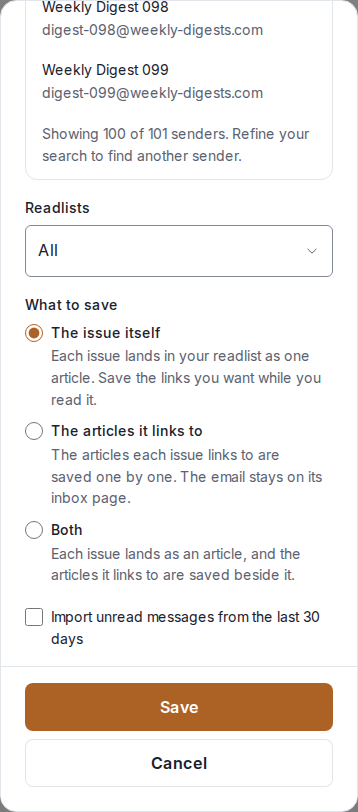 Weekly Digest 098
digest-098@weekly-digests.com
Weekly Digest 099
digest-099@weekly-digests.com
Showing 100 of 101 senders. Refine your
search to find another sender.
Readlists
All
What to save
The issue itself
Each issue lands in your readlist as one
article. Save the links you want while you
read it.
The articles it links to
The articles each issue links to are
saved one by one. The email stays on its
inbox page.
Both
Each issue lands as an article, and the
articles it links to are saved beside it.
Import unread messages from the last 30
days
Save
Cancel